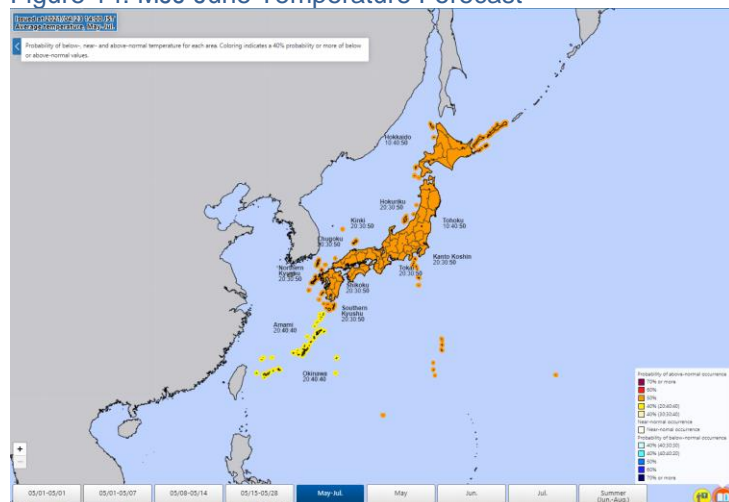 Average temperature, May-Jul.
Probability of below-, near- and above-normal temperature for each area. Coloring indicates a 40% probability or more of below
or above-normal values.
Hokkaido
10:40:50
Hokuriku
20:30:50
Tohoku
10:40:50
Kinki
20:30:50
Chugoku
20:30:50
Kanto Koshin
20:30:50
Northern
Kyushu
20:30:50
Tokai
20:30:50
Shikoku
20:30:50
Southern
Kyushu
20:30:50
Amami
20:40:40
Okinawa
20:40:40
Probability of above-normal occurrence
70% or more
60%
50%
40% (20:40:40)
40% (30:30:40)
Near-normal occurrence
Near-normal occurrence
Probability of below-normal occurrence
40% (40:30:30)
40% (40:40:20)
50%
60%
70% or more
+
−
05/01-05/01
05/01-05/07
05/08-05/14
05/15-05/28
May-Jul.
May
Jun.
Jul.
Summer
(Jun.-Aug.)